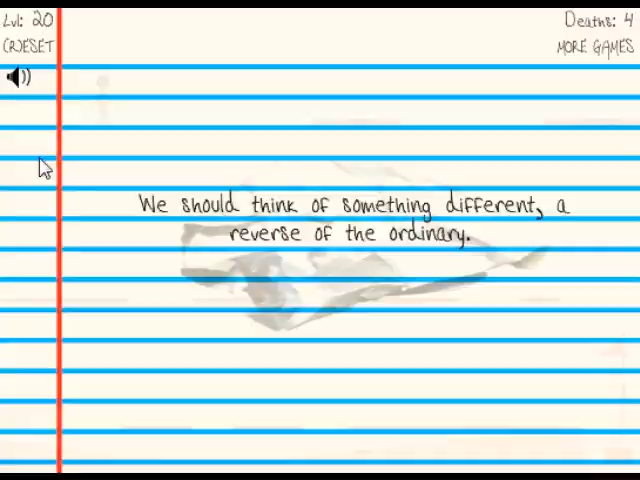 Lvl: 20
Deaths: 4
(R)ESET
MORE GAMES
We should think of something different, a
reverse of the ordinary.